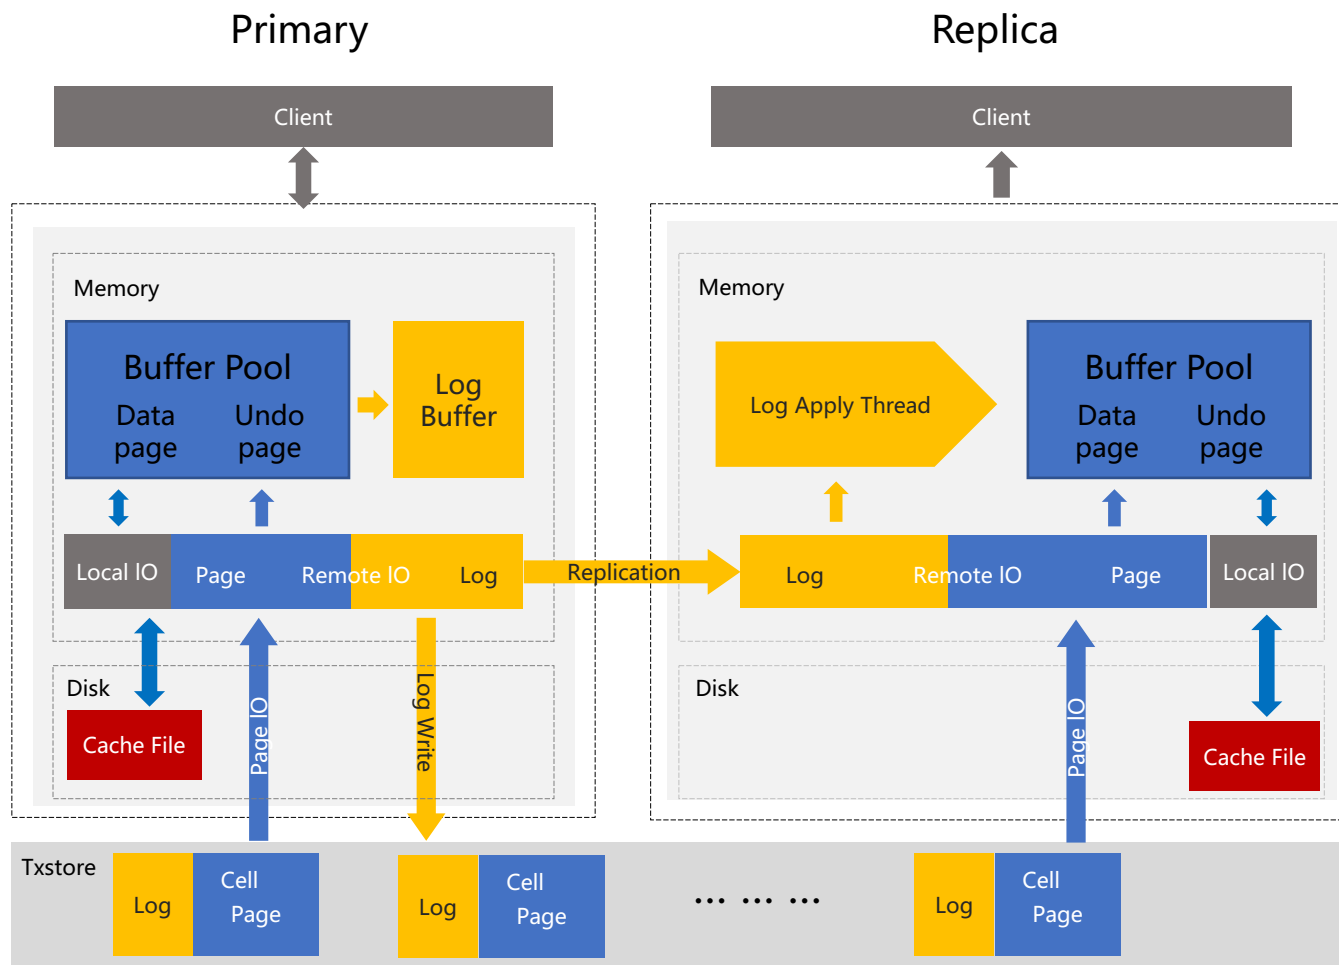 Primary
Replica
Client
Client
Memory
Buffer Pool
Data page
Undo page
Log Buffer
Memory
Log Apply Thread
Buffer Pool
Data page
Undo page
Local IO
Page
Remote IO
Log
Replication
Log
Remote IO
Page
Local IO
Disk
Cache File
Page IO
Log Write
Disk
Page IO
Cache File
Txstore
Log
Cell
Page
Log
Cell
Page
... ... ...
Log
Cell
Page